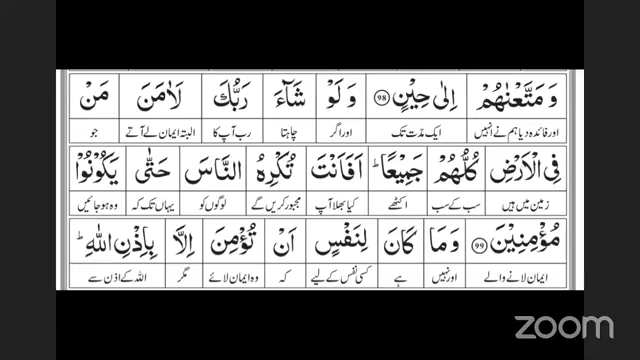 وَ مَتَّعْنٰهُمْ اِلٰى حِيْنٍ ﴿98﴾ وَ لَوْ شَآءَ رَبُّكَ لَاٰمَنَ مَنْ
اور فائدہ دیا ہم نے انہیں ایک مدّت تک اور اگر چاہتا رب آپ کا البتہ ایمان لے آتے جو
فِى الْاَرْضِ كُلُّهُمْ جَمِيْعًا ؕ اَفَاَنْتَ تُكْرِهُ النَّاسَ حَتّٰى يَكُوْنُوْا
زمین میں ہیں سب کے سب اکٹھے کیا بھلا آپ مجبور کریں گے لوگوں کو یہاں تک کہ وہ ہو جائیں
مُؤْمِنِيْنَ ﴿99﴾ وَ مَا كَانَ لِنَفْسٍ اَنْ تُؤْمِنَ اِلَّا بِاِذْنِ اللّٰهِ ؕ
ایمان لانے والے اور نہیں ہے کسی نفس کے لیے کہ وہ ایمان لائے مگر اللہ کے اذن سے
zoom